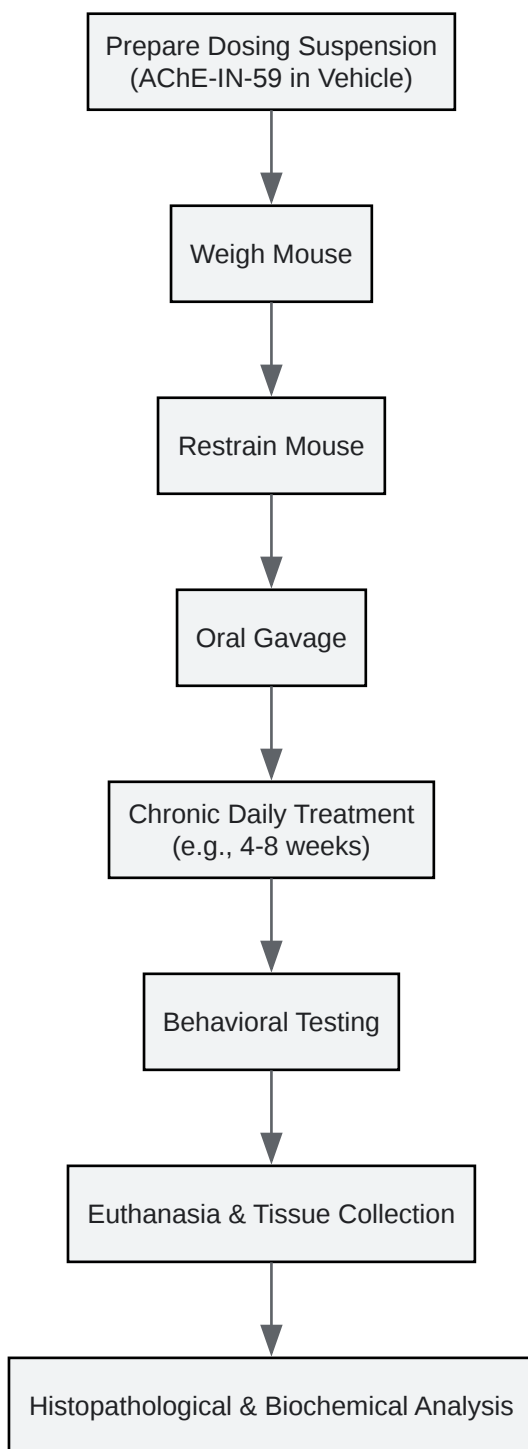 Prepare Dosing Suspension
(AChE-IN-59 in Vehicle)
Weigh Mouse
Restrain Mouse
Oral Gavage
Chronic Daily Treatment
(e.g., 4-8 weeks)
Behavioral Testing
Euthanasia & Tissue Collection
Histopathological & Biochemical Analysis